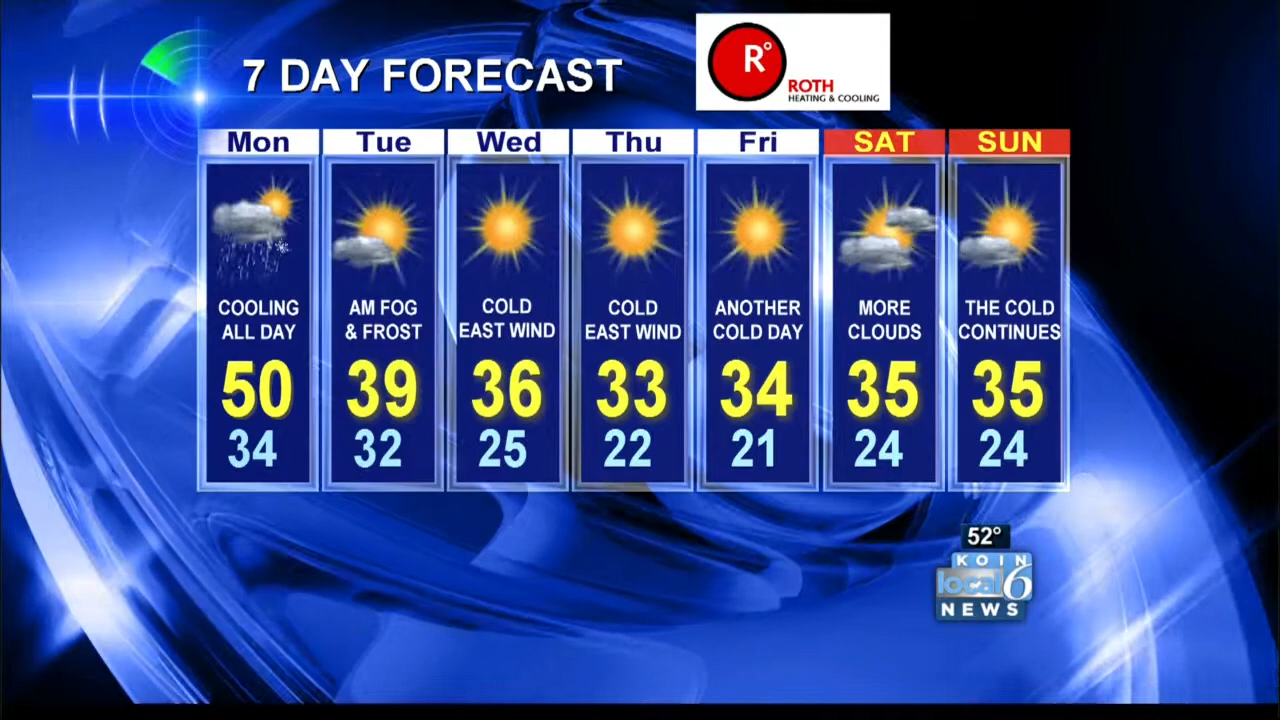 7 DAY FORECAST
R°
ROTH
HEATING & COOLING
Mon
Tue
Wed
Thu
Fri
SAT
SUN
COOLING
ALL DAY
AM FOG
& FROST
COLD
EAST WIND
COLD
EAST WIND
ANOTHER
COLD DAY
MORE
CLOUDS
THE COLD
CONTINUES
50
39
36
33
34
35
35
34
32
25
22
21
24
24
52°
KOIN
local 6
NEWS